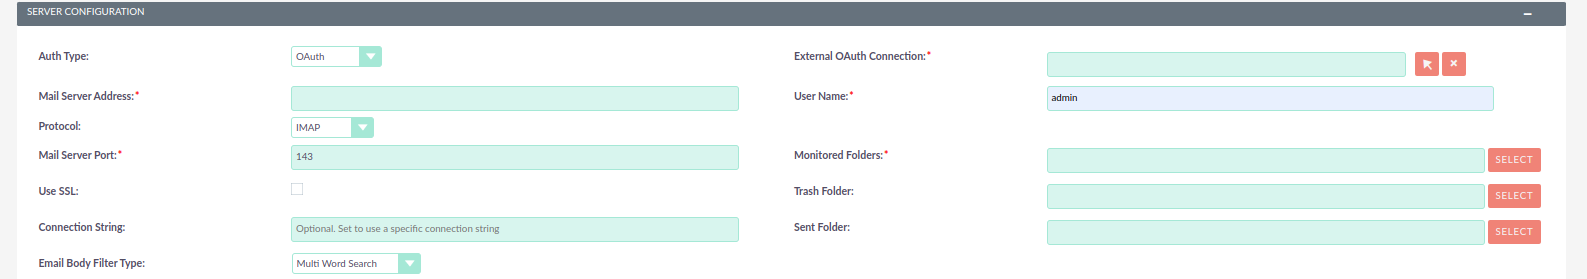 SERVER CONFIGURATION
Auth Type: OAuth External OAuth Connection:*
Mail Server Address:* User Name:* admin
Protocol: IMAP
Mail Server Port:* 143 Monitored Folders:* SELECT
Use SSL: Trash Folder: SELECT
Connection String: Optional. Set to use a specific connection string Sent Folder: SELECT
Email Body Filter Type: Multi Word Search